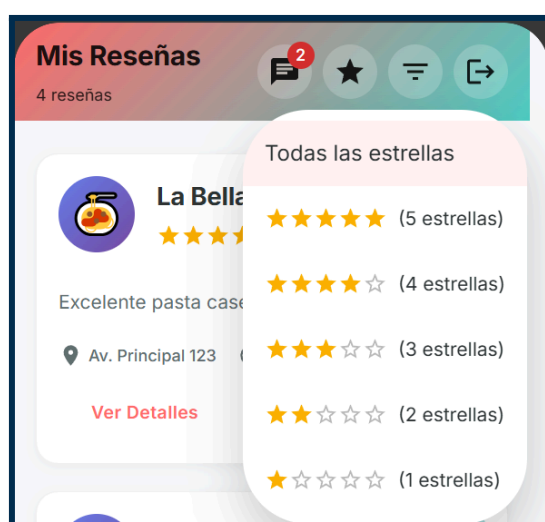 Mis Reseñas
2
4 reseñas
Todas las estrellas
(5 estrellas)
(4 estrellas)
(3 estrellas)
(2 estrellas)
(1 estrellas)
La Bella
Excelente pasta case
Av. Principal 123
Ver Detalles